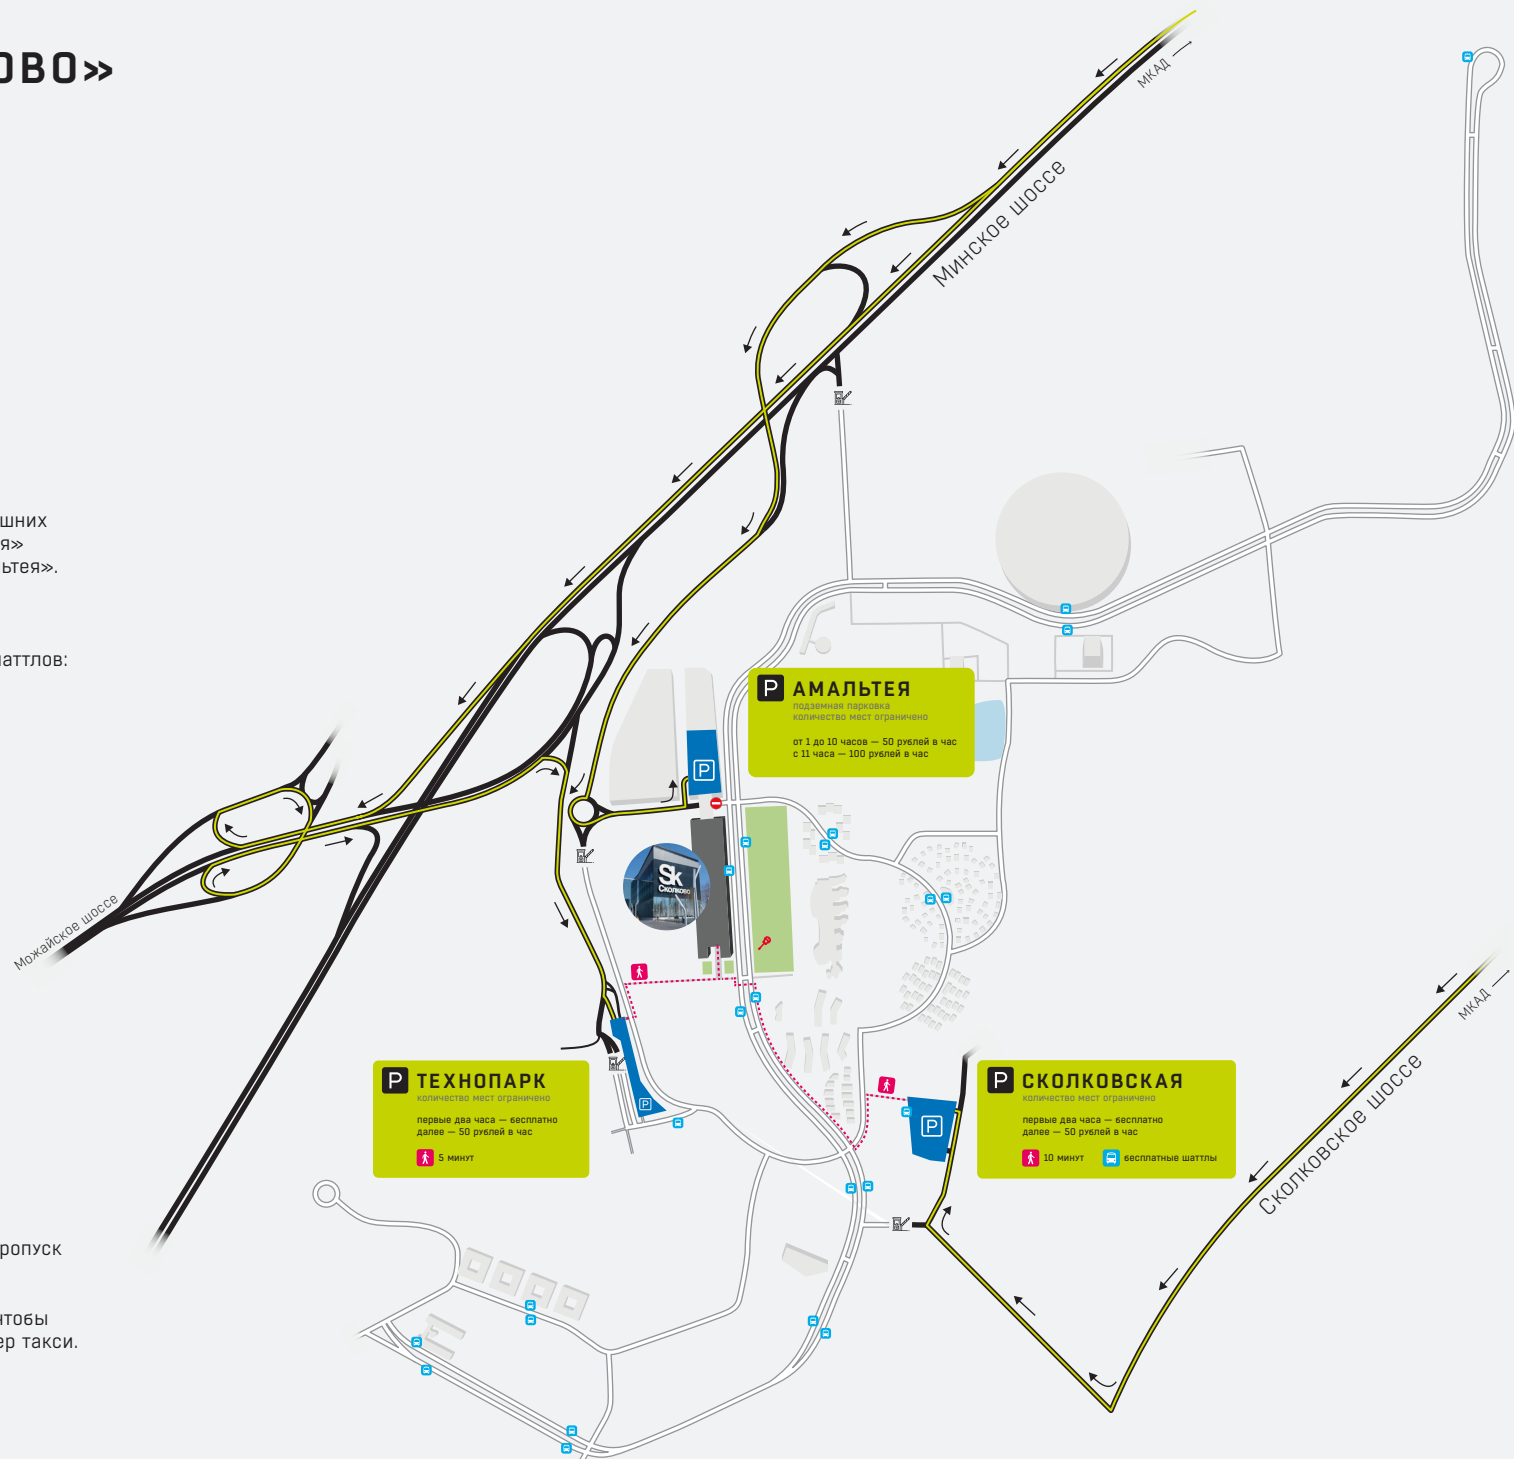 ОВО»
МКАД
Минское шоссе
шних
я»
ьтея».
аттлов:
P АМАЛЬТЕЯ
подземная парковка
количество мест ограничено
от 1 до 10 часов — 50 рублей в час
с 11 часа — 100 рублей в час
P
Sk
Сколково
Можайское шоссе
МКАД
Сколковское шоссе
P ТЕХНОПАРК
количество мест ограничено
первые два часа — бесплатно
далее — 50 рублей в час
5 минут
P
P
P СКОЛКОВСКАЯ
количество мест ограничено
первые два часа — бесплатно
далее — 50 рублей в час
10 минут бесплатные шаттлы
ропуск
чтобы
ер такси.